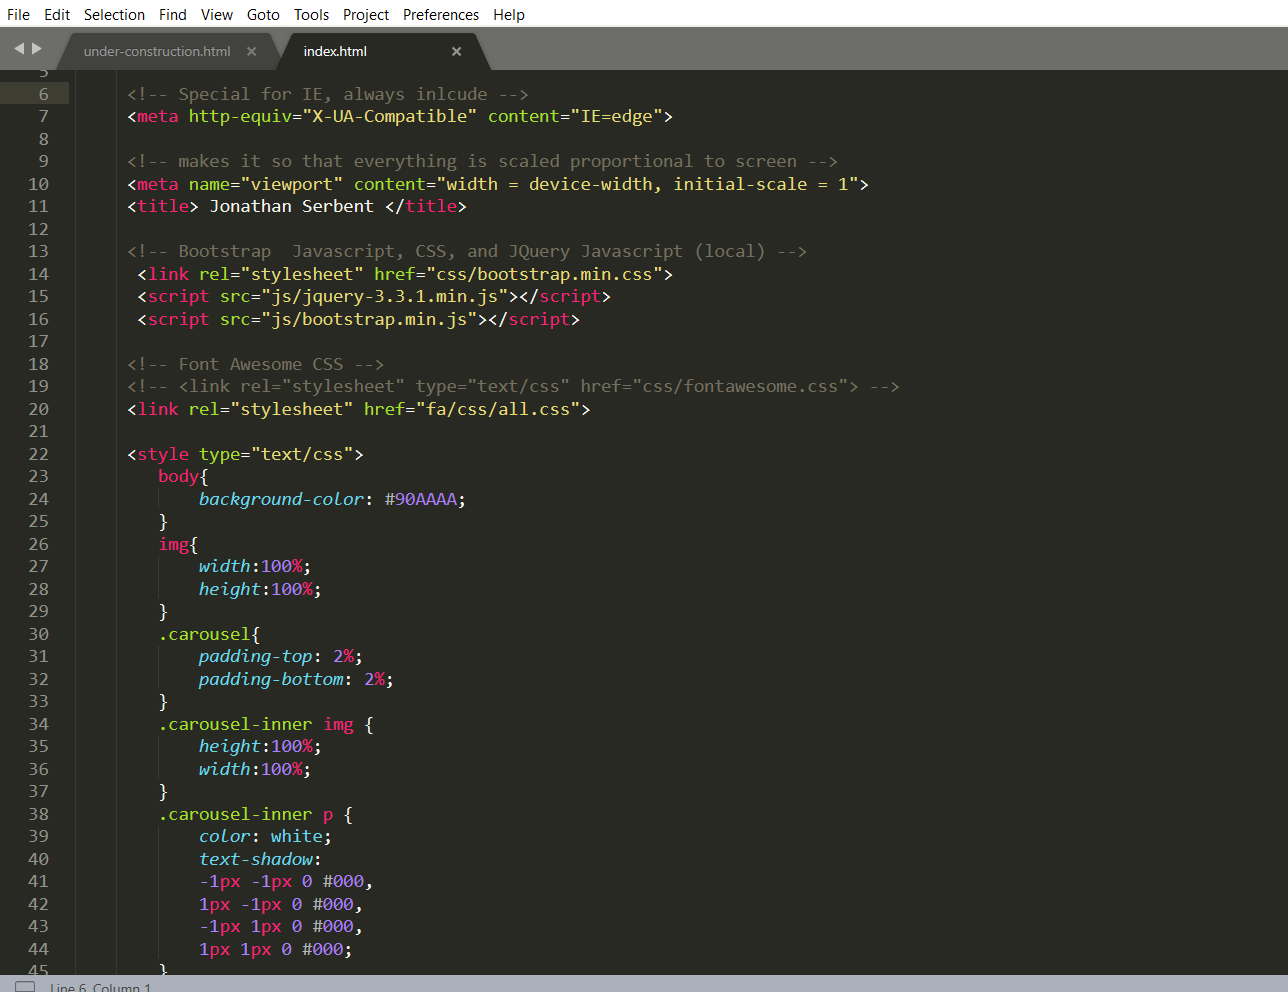 File Edit Selection Find View Goto Tools Project Preferences Help
under-construction.html × index.html ×
5
6 <!-- Special for IE, always inlcude -->
7 <meta http-equiv="X-UA-Compatible" content="IE=edge">
8
9 <!-- makes it so that everything is scaled proportional to screen -->
10 <meta name="viewport" content="width = device-width, initial-scale = 1">
11 <title> Jonathan Serbent </title>
12
13 <!-- Bootstrap  Javascript, CSS, and JQuery Javascript (local) -->
14 <link rel="stylesheet" href="css/bootstrap.min.css">
15 <script src="js/jquery-3.3.1.min.js"></script>
16 <script src="js/bootstrap.min.js"></script>
17
18 <!-- Font Awesome CSS -->
19 <!-- <link rel="stylesheet" type="text/css" href="css/fontawesome.css"> -->
20 <link rel="stylesheet" href="fa/css/all.css">
21
22 <style type="text/css">
23 body{
24 background-color: #90AAAA;
25 }
26 img{
27 width:100%;
28 height:100%;
29 }
30 .carousel{
31 padding-top: 2%;
32 padding-bottom: 2%;
33 }
34 .carousel-inner img {
35 height:100%;
36 width:100%;
37 }
38 .carousel-inner p {
39 color: white;
40 text-shadow:
41 -1px -1px 0 #000,
42 1px -1px 0 #000,
43 -1px 1px 0 #000,
44 1px 1px 0 #000;
45 }
Line 6, Column 1